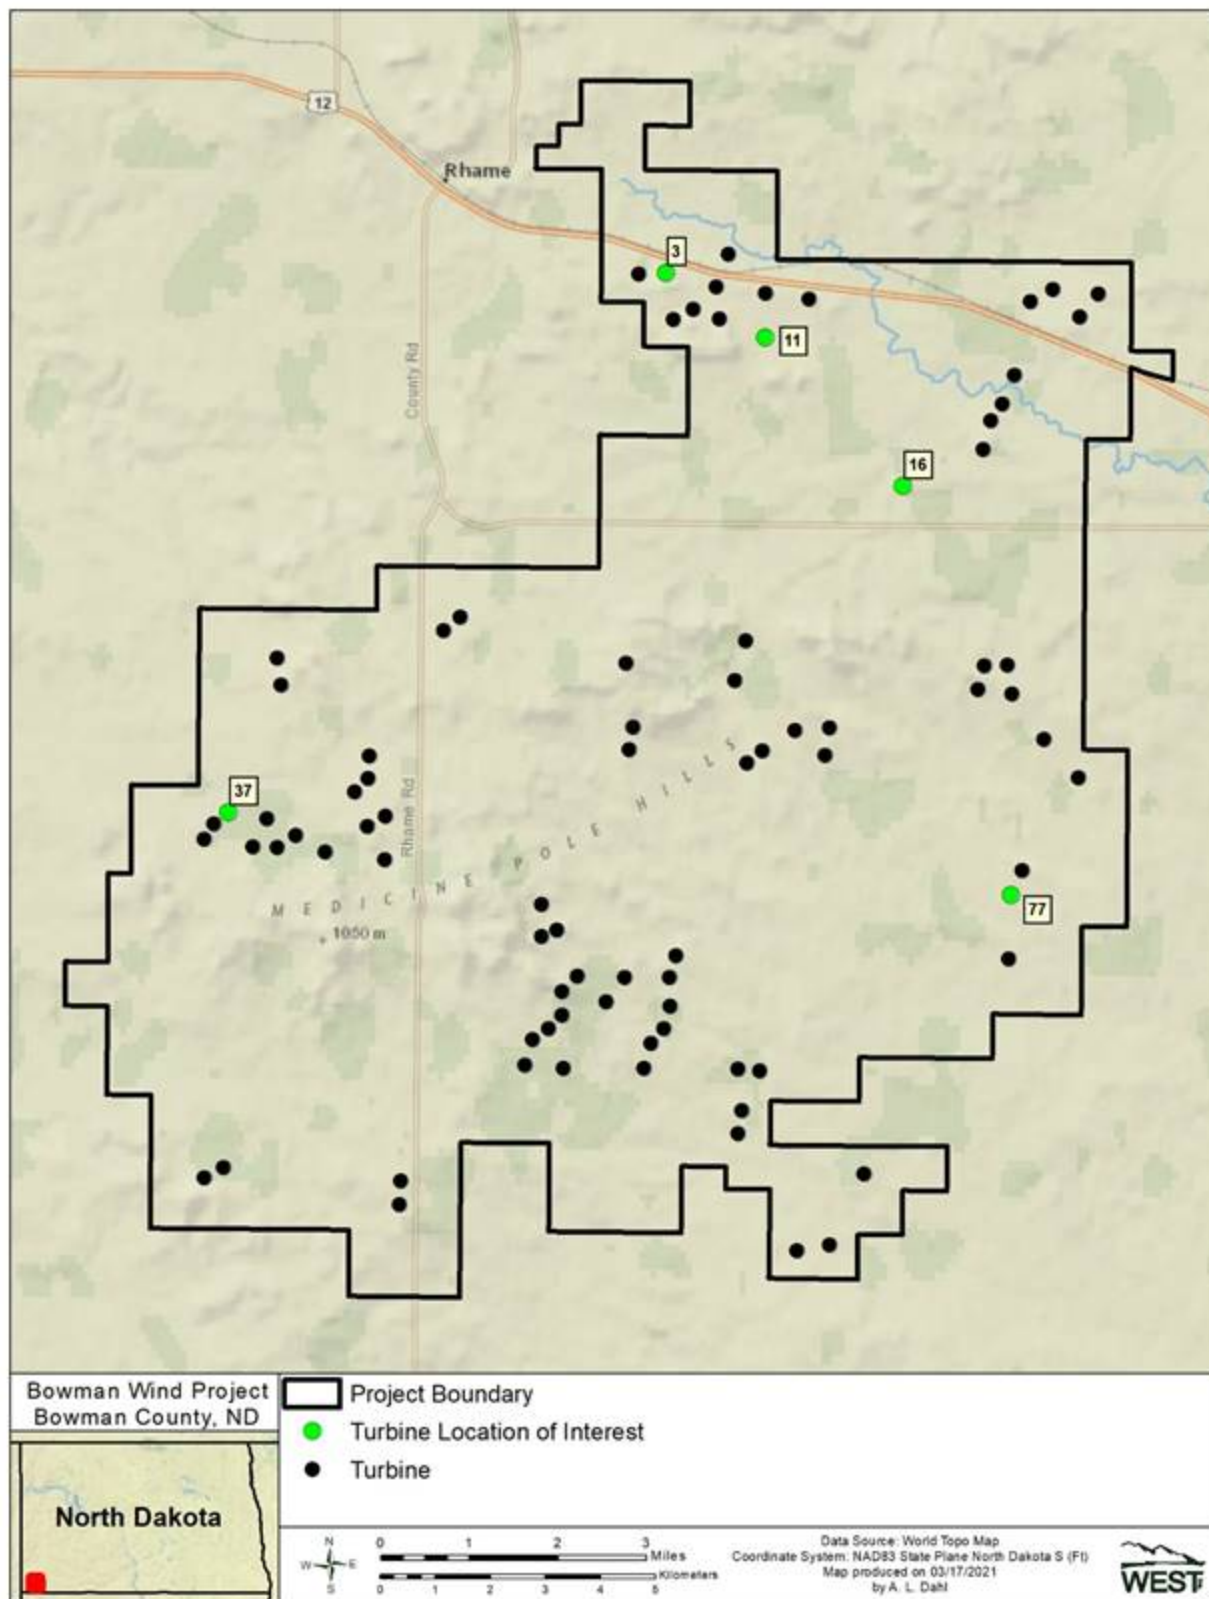 12
Rhame
3
11
County Rd
16
37
Rhame Rd
MEDICINE POLE HILLS
1050 m
77
Bowman Wind Project
Bowman County, ND
Project Boundary
Turbine Location of Interest
Turbine
North Dakota
N
W E
S
0 1 2 3
Miles
Kilometers
0 1 2 3 4 5
Data Source: World Topo Map
Coordinate System: NAD83 State Plane North Dakota S (Ft)
Map produced on 03/17/2021
by A. L. Dahl
WEST